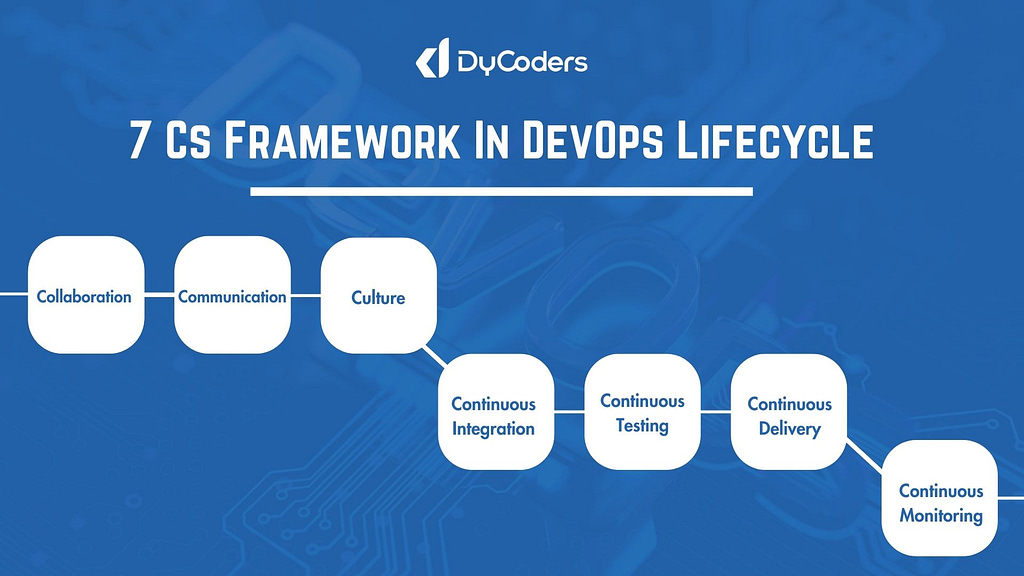 DyCoders
7 Cs Framework In DevOps Lifecycle
Collaboration
Communication
Culture
Continuous
Integration
Continuous
Testing
Continuous
Delivery
Continuous
Monitoring